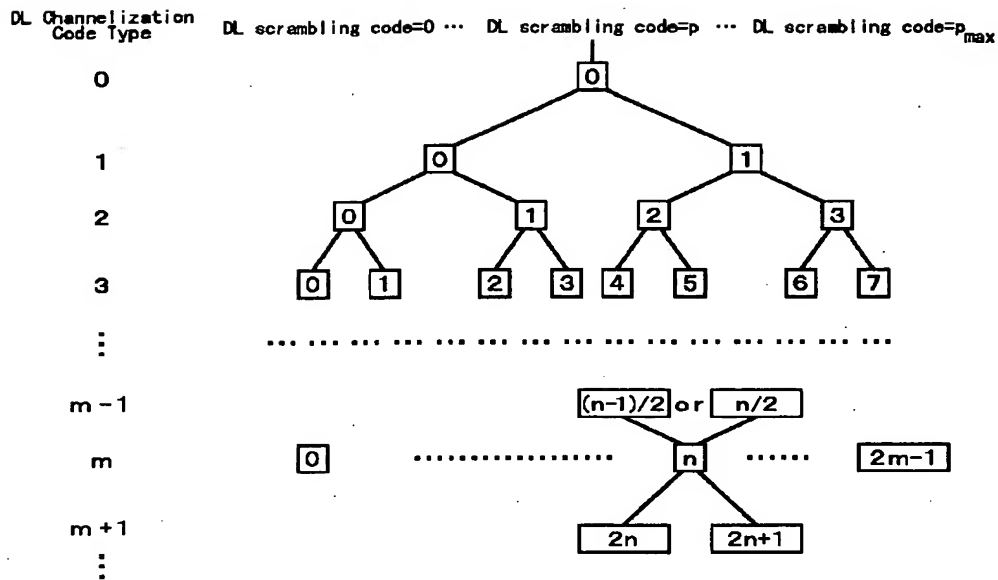 DL Channelization
Code Type
DL scrambling code=0 ··· DL scrambling code=p ··· DL scrambling code=pmax
0 0
1 0 1
2 0 1 2 3
3 0 1 2 3 4 5 6 7
m-1 (n-1)/2 or n/2
m 0 n 2m-1
m+1 2n 2n+1